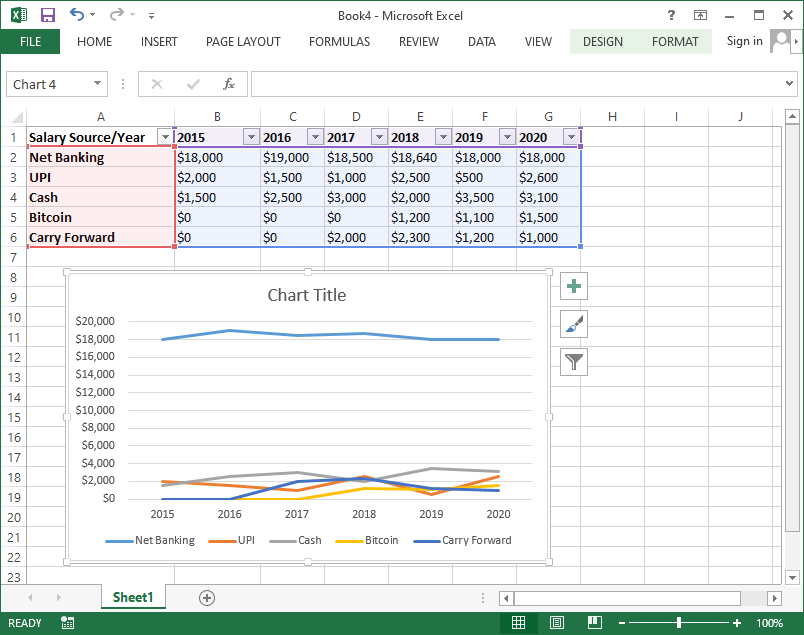 Book4 - Microsoft Excel
FILE HOME INSERT PAGE LAYOUT FORMULAS REVIEW DATA VIEW DESIGN FORMAT Sign in
Chart 4 fx
A B C D E F G H I J
1 Salary Source/Year 2015 2016 2017 2018 2019 2020
2 Net Banking $18,000 $19,000 $18,500 $18,640 $18,000 $18,000
3 UPI $2,000 $1,500 $1,000 $2,500 $500 $2,600
4 Cash $1,500 $2,500 $3,000 $2,000 $3,500 $3,100
5 Bitcoin $0 $0 $0 $1,200 $1,100 $1,500
6 Carry Forward $0 $0 $2,000 $2,300 $1,200 $1,000
7
8
9
10
11
12
13
14
15
16
17
18
19
20
21
22
23
Chart Title
$20,000
$18,000
$16,000
$14,000
$12,000
$10,000
$8,000
$6,000
$4,000
$2,000
$0
2015 2016 2017 2018 2019 2020
Net Banking UPI Cash Bitcoin Carry Forward
Sheet1
READY 100%